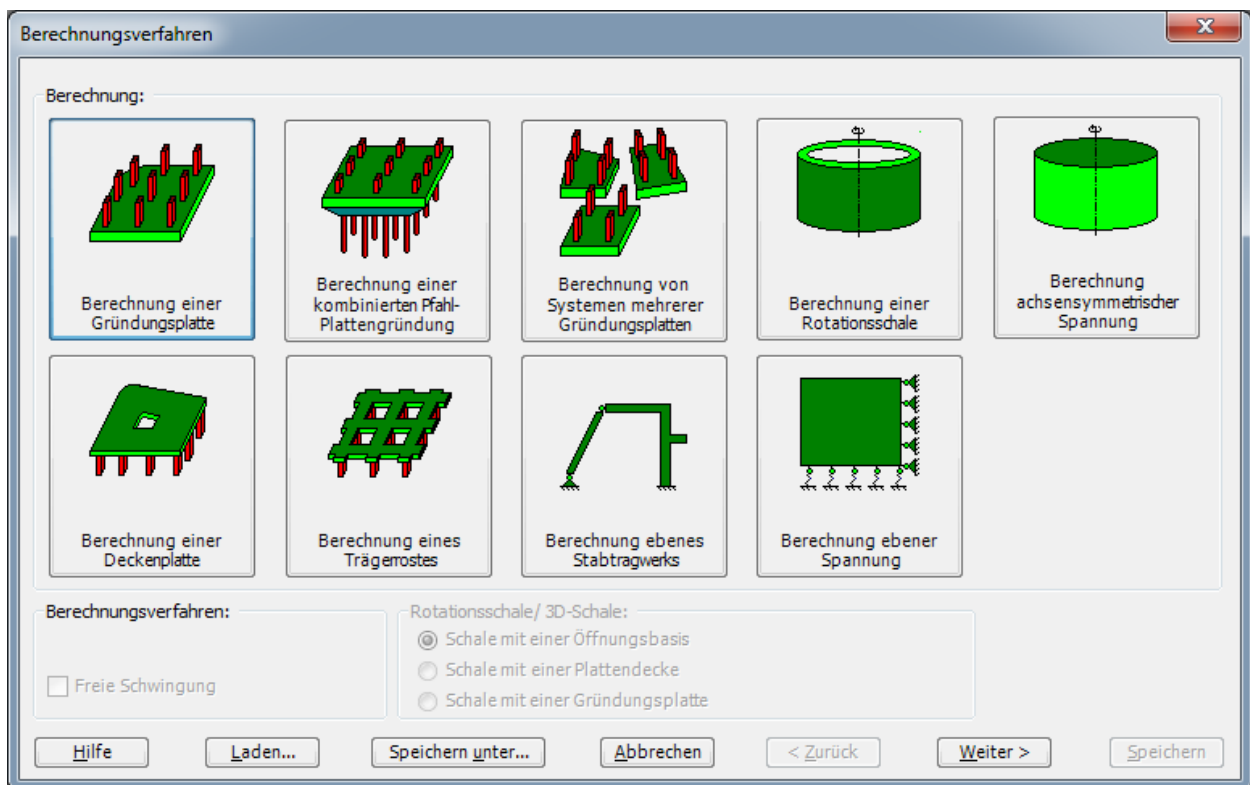 Berechnungsverfahren
Berechnung:
Berechnung einer
Gründungsplatte
Berechnung einer
kombinierten Pfahl-
Plattengründung
Berechnung von
Systemen mehrerer
Gründungsplatten
Berechnung einer
Rotationsschale
Berechnung
achsensymmetrischer
Spannung
Berechnung einer
Deckenplatte
Berechnung eines
Trägerrostes
Berechnung ebenes
Stabtragwerks
Berechnung ebener
Spannung
Berechnungsverfahren:
Freie Schwingung
Rotationsschale/ 3D-Schale:
Schale mit einer Öffnungsbasis
Schale mit einer Plattendecke
Schale mit einer Gründungsplatte
Hilfe
Laden...
Speichern unter...
Abbrechen
< Zurück
Weiter >
Speichern